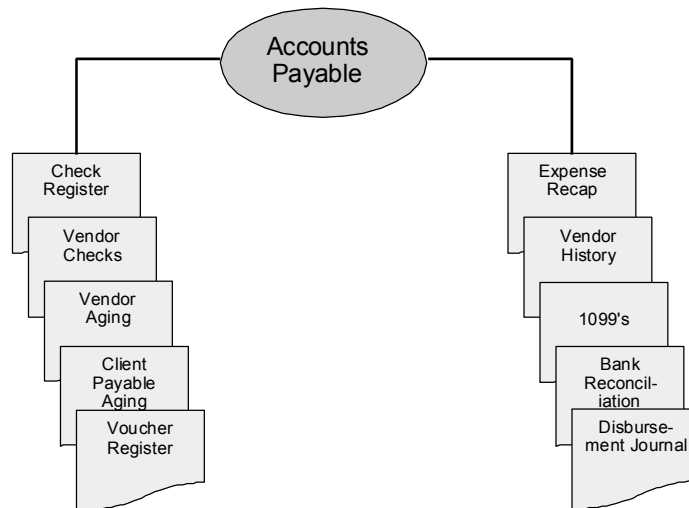 Accounts
Payable
Check
Register
Vendor
Checks
Vendor
Aging
Client
Payable
Aging
Voucher
Register
Expense
Recap
Vendor
History
1099's
Bank
Reconcil-
iation
Disburse-
ment Journal